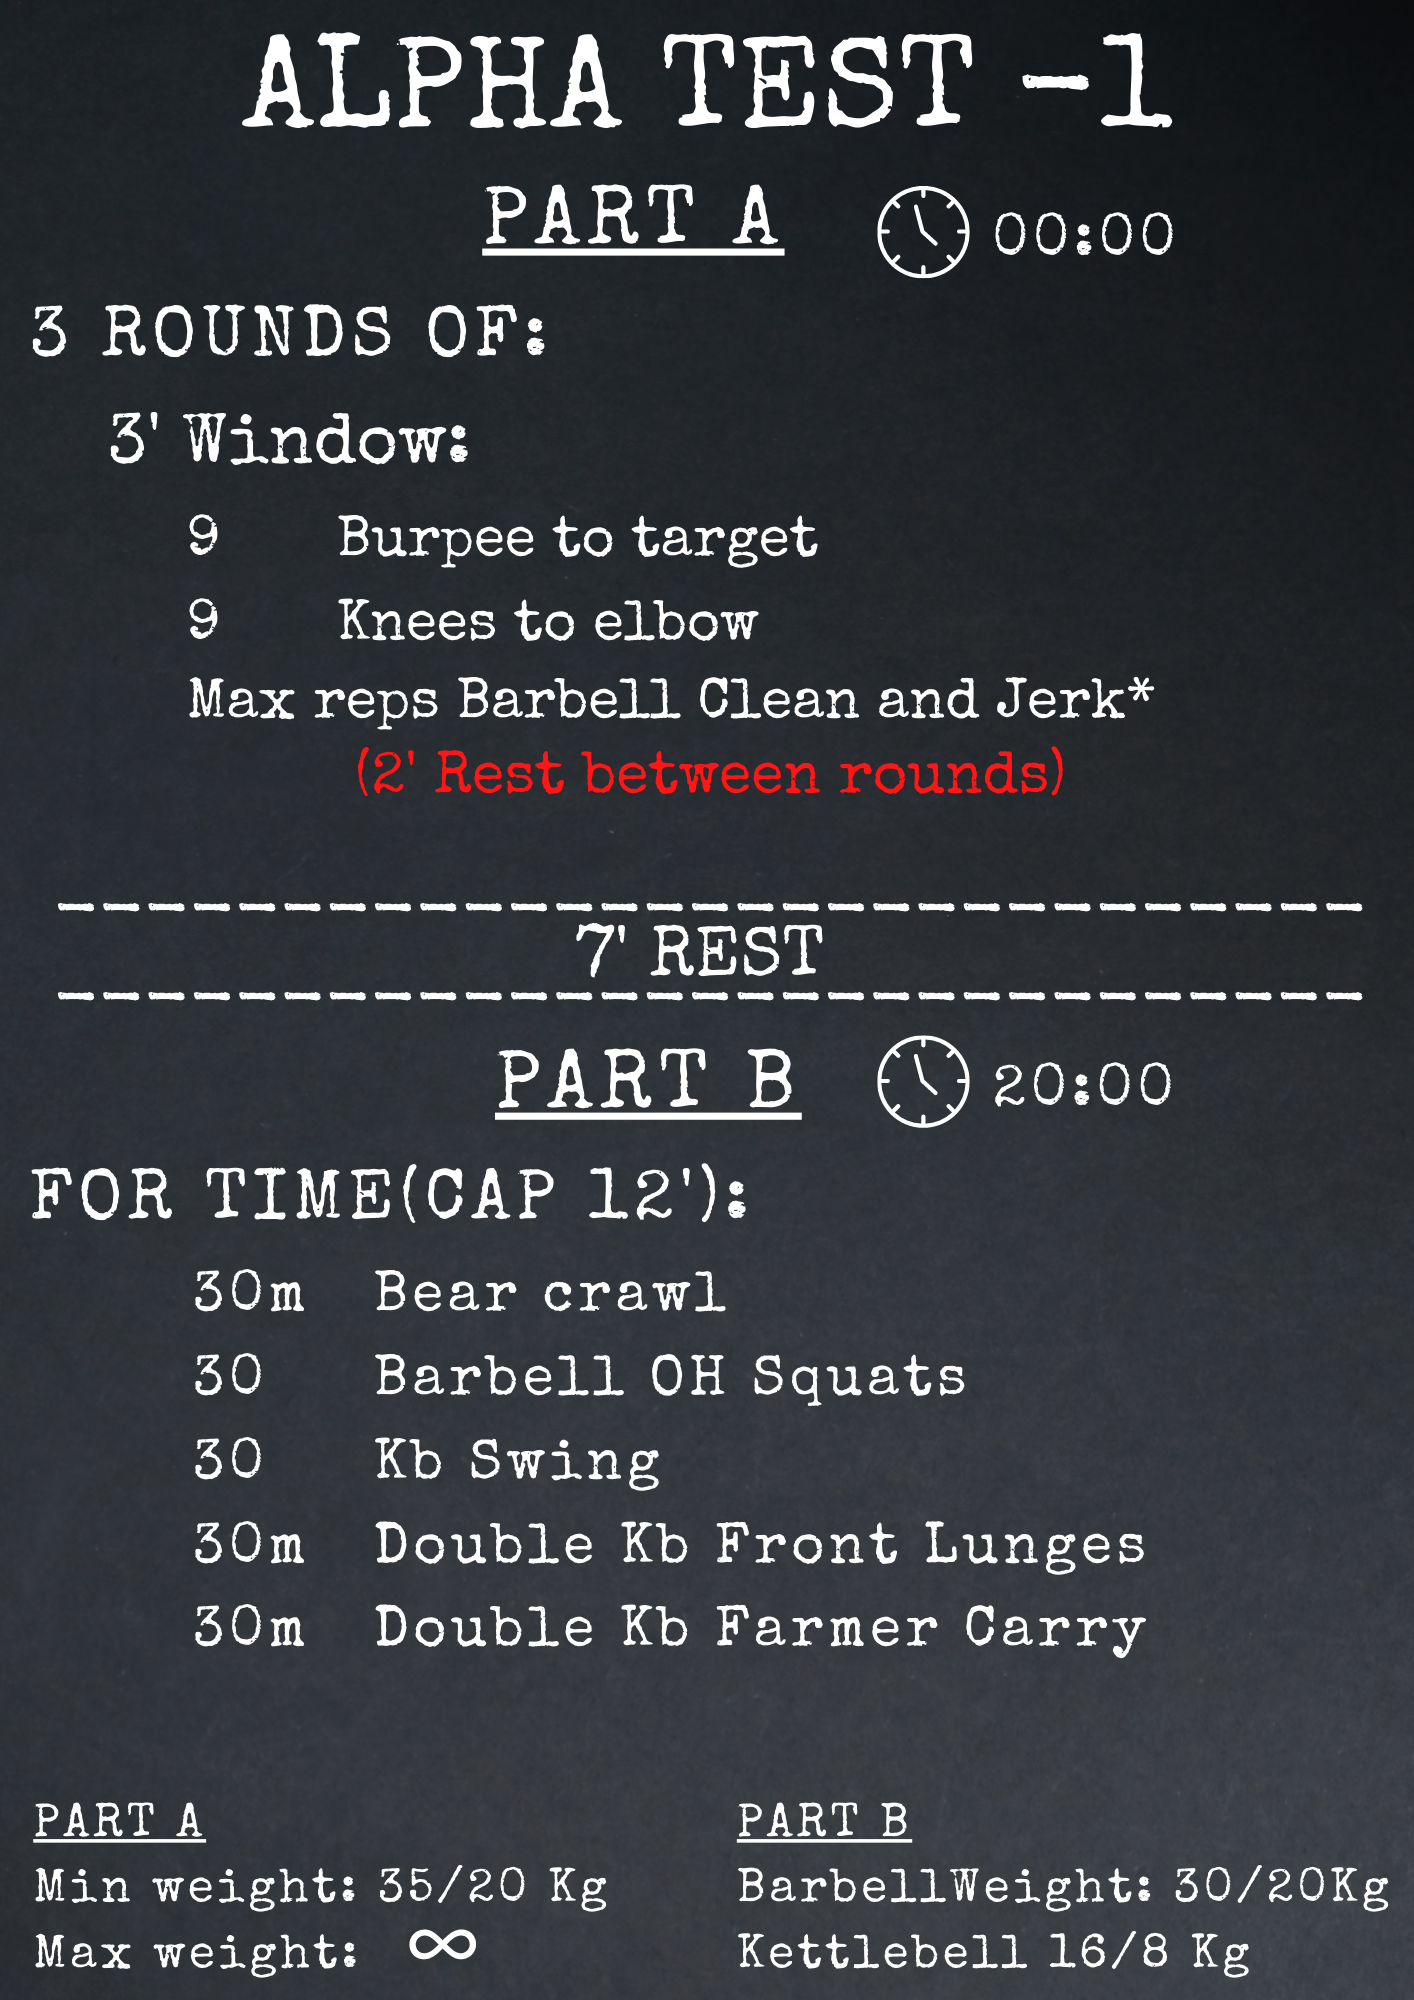 ALPHA TEST -1
PART A 00:00
3 ROUNDS OF:
3' Window:
9 Burpee to target
9 Knees to elbow
Max reps Barbell Clean and Jerk*
(2' Rest between rounds)
7' REST
PART B 20:00
FOR TIME(CAP 12'):
30m Bear crawl
30 Barbell OH Squats
30 Kb Swing
30m Double Kb Front Lunges
30m Double Kb Farmer Carry
PART A
Min weight: 35/20 Kg
Max weight: ∞
PART B
BarbellWeight: 30/20Kg
Kettlebell 16/8 Kg